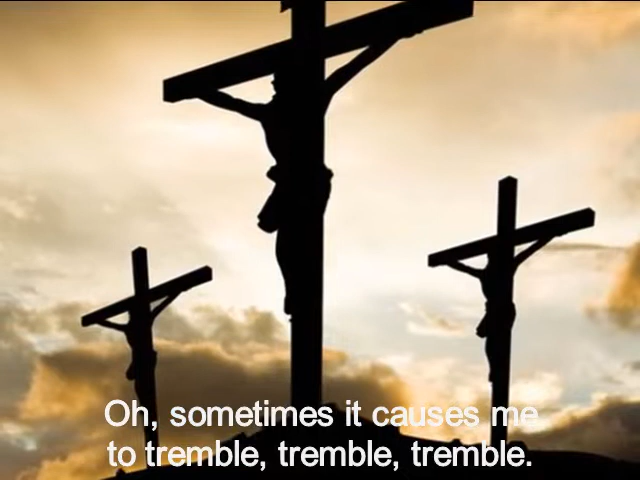 Oh, sometimes it causes me
to tremble, tremble, tremble.